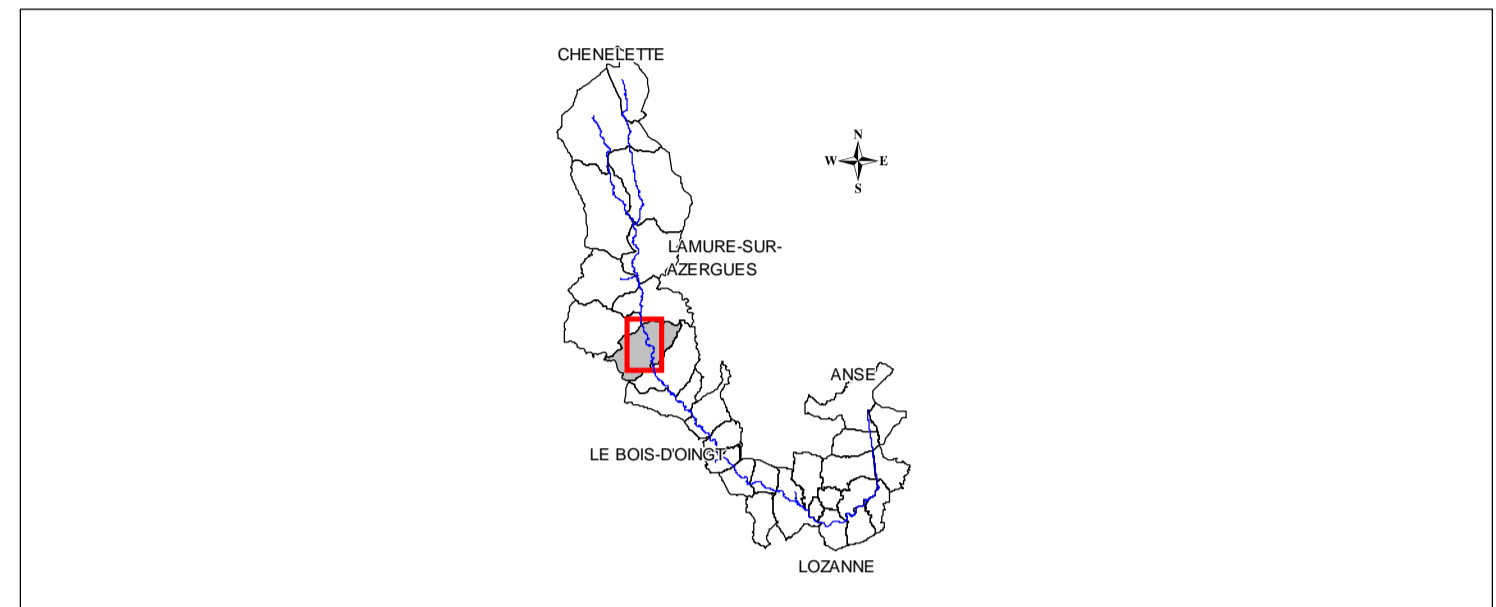 CHENELETTE
N
W E
S
LAMURE-SUR-
AZERGUES
ANSE
LE BOIS-D'OINGT
LOZANNE